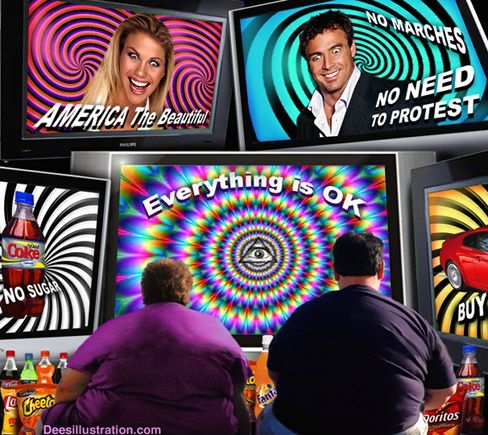 AMERICA The Beautiful
PHILIPS
NO MARCHES
NO NEED
TO PROTEST
Everything is OK
Coke
NO SUGAR
BUY
Cheetos
Fanta
Coke
Doritos
Deesillustration.com